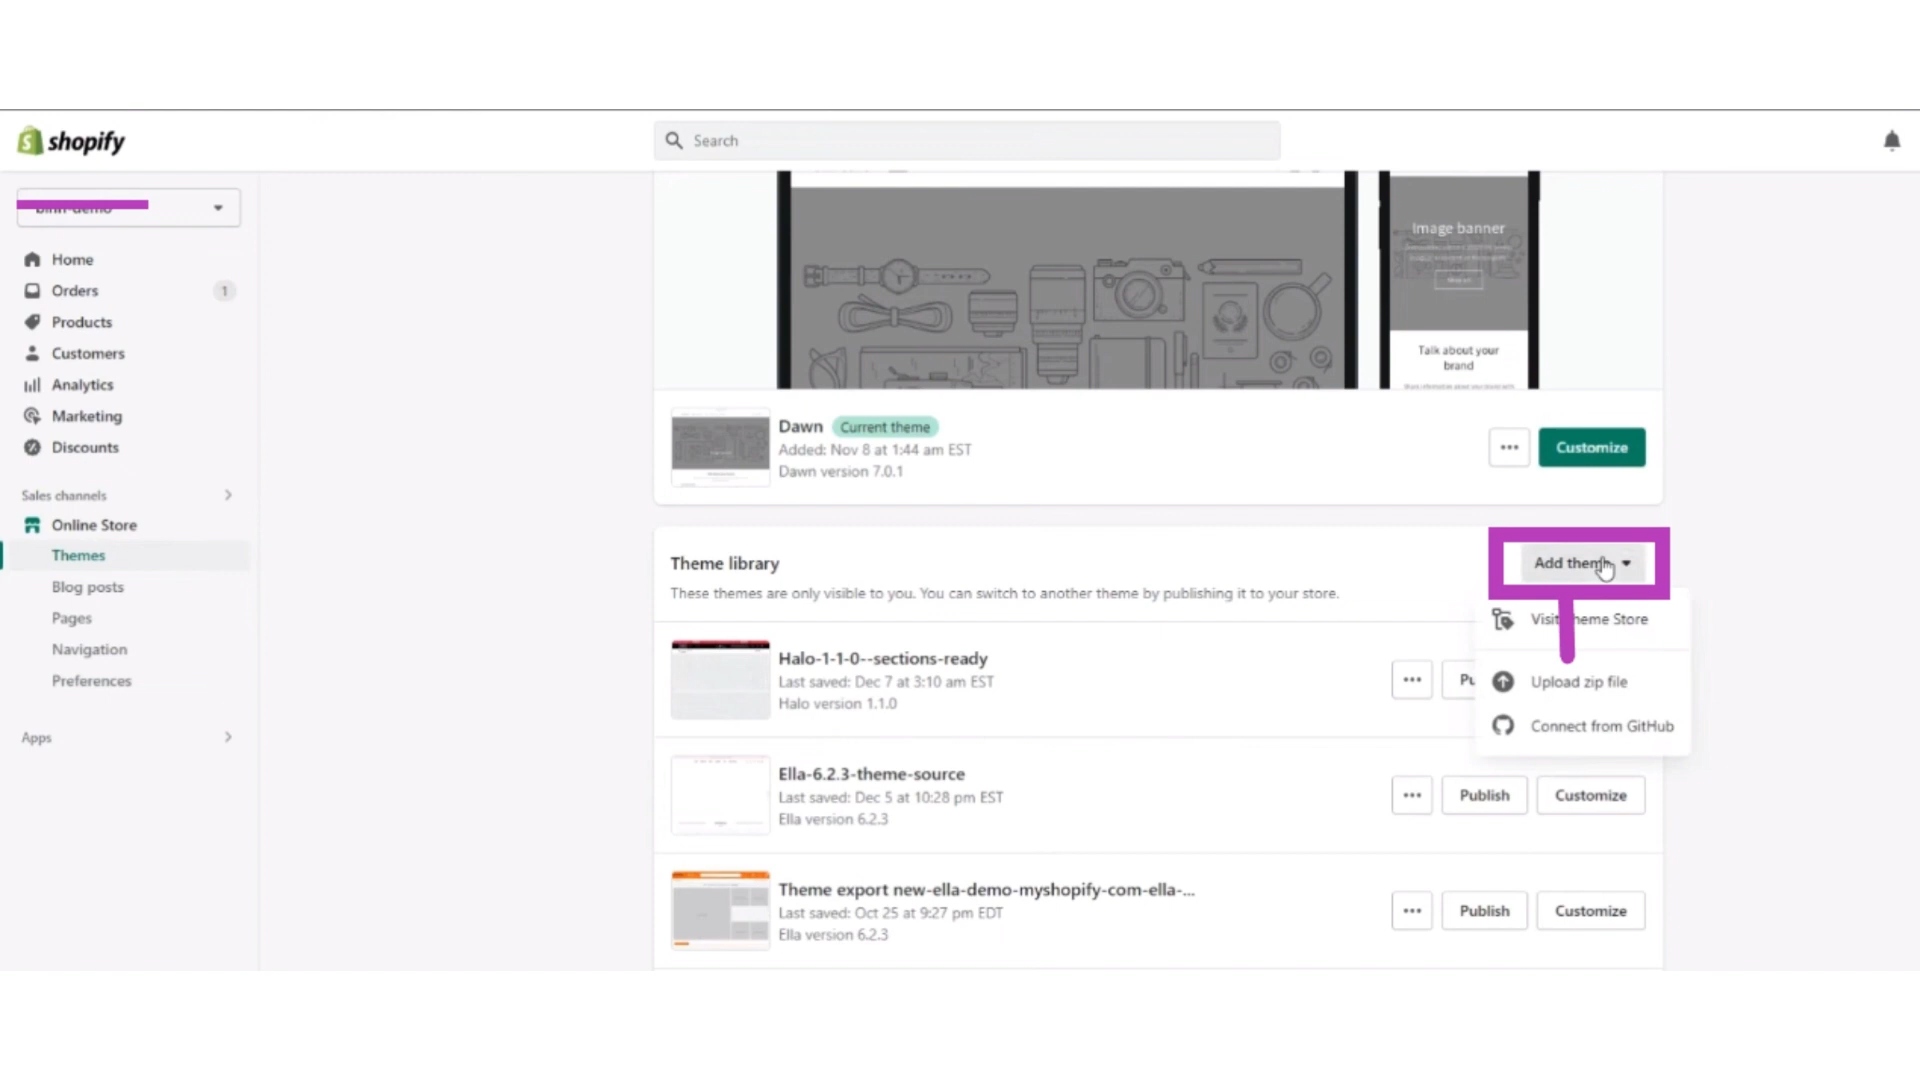 shopify
Search
Home
Orders
1
Products
Customers
Analytics
Marketing
Discounts
Sales channels
Online Store
Themes
Blog posts
Pages
Navigation
Preferences
Apps
Image banner
Talk about your
brand
Dawn
Current theme
Added: Nov 8 at 1:44 am EST
Dawn version 7.0.1
Customize
Theme library
Add theme
These themes are only visible to you. You can switch to another theme by publishing it to your store.
Visit Theme Store
Upload zip file
Connect from GitHub
Halo-1-1-0--sections-ready
Last saved: Dec 7 at 3:10 am EST
Halo version 1.1.0
Pu
Ella-6.2.3-theme-source
Last saved: Dec 5 at 10:28 pm EST
Ella version 6.2.3
Publish
Customize
Theme export new-ella-demo-myshopify-com-ella-...
Last saved: Oct 25 at 9:27 pm EDT
Ella version 6.2.3
Publish
Customize